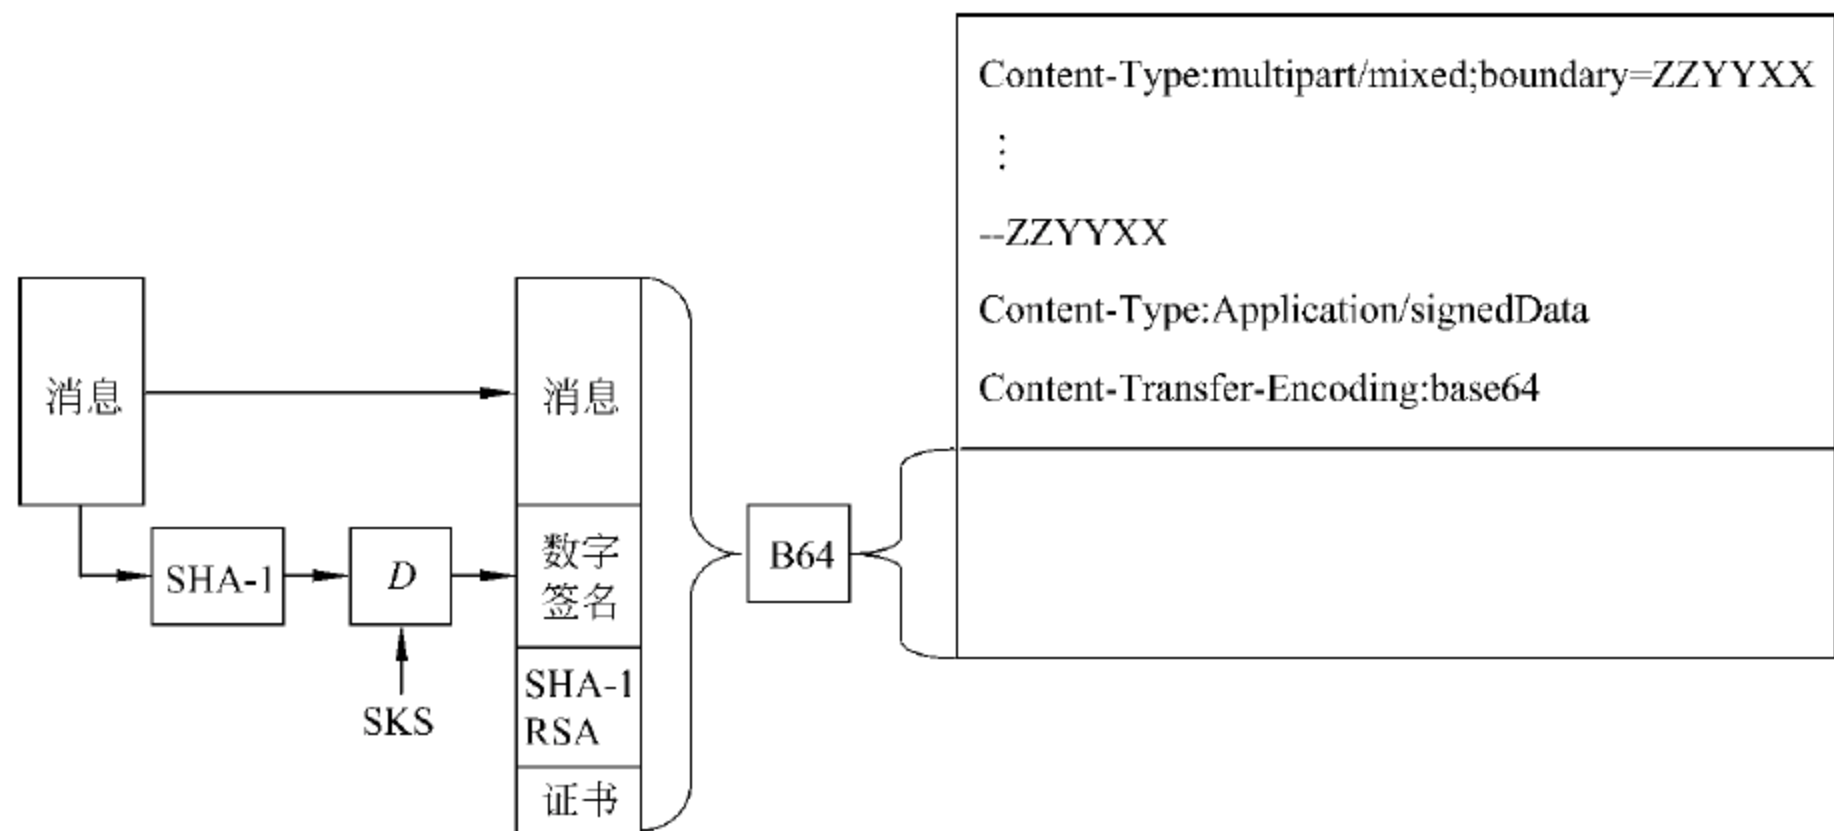 Content-Type:multipart/mixed;boundary=ZZYYXX
⋮
--ZZYYXX
Content-Type:Application/signedData
Content-Transfer-Encoding:base64
消息
消息
SHA-1
D
SKS
数字
签名
SHA-1
RSA
证书
B64